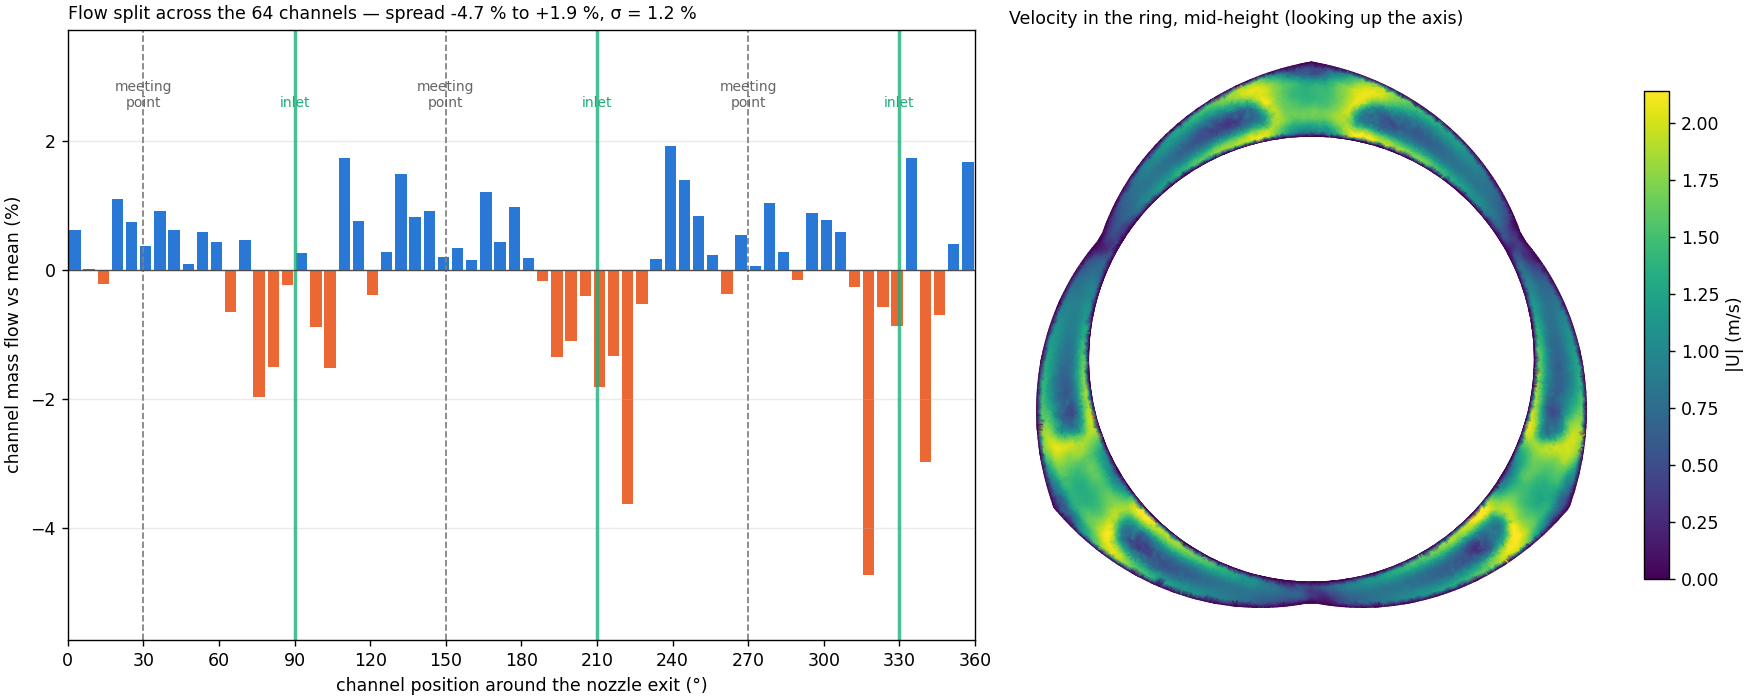 Flow split across the 64 channels — spread -4.7 % to +1.9 %, σ = 1.2 %
Velocity in the ring, mid-height (looking up the axis)
meeting
point
inlet
meeting
point
inlet
meeting
point
inlet
channel mass flow vs mean (%)
2
0
−2
−4
0
30
60
90
120
150
180
210
240
270
300
330
360
channel position around the nozzle exit (°)
2.00
1.75
1.50
1.25
1.00
0.75
0.50
0.25
0.00
|U| (m/s)